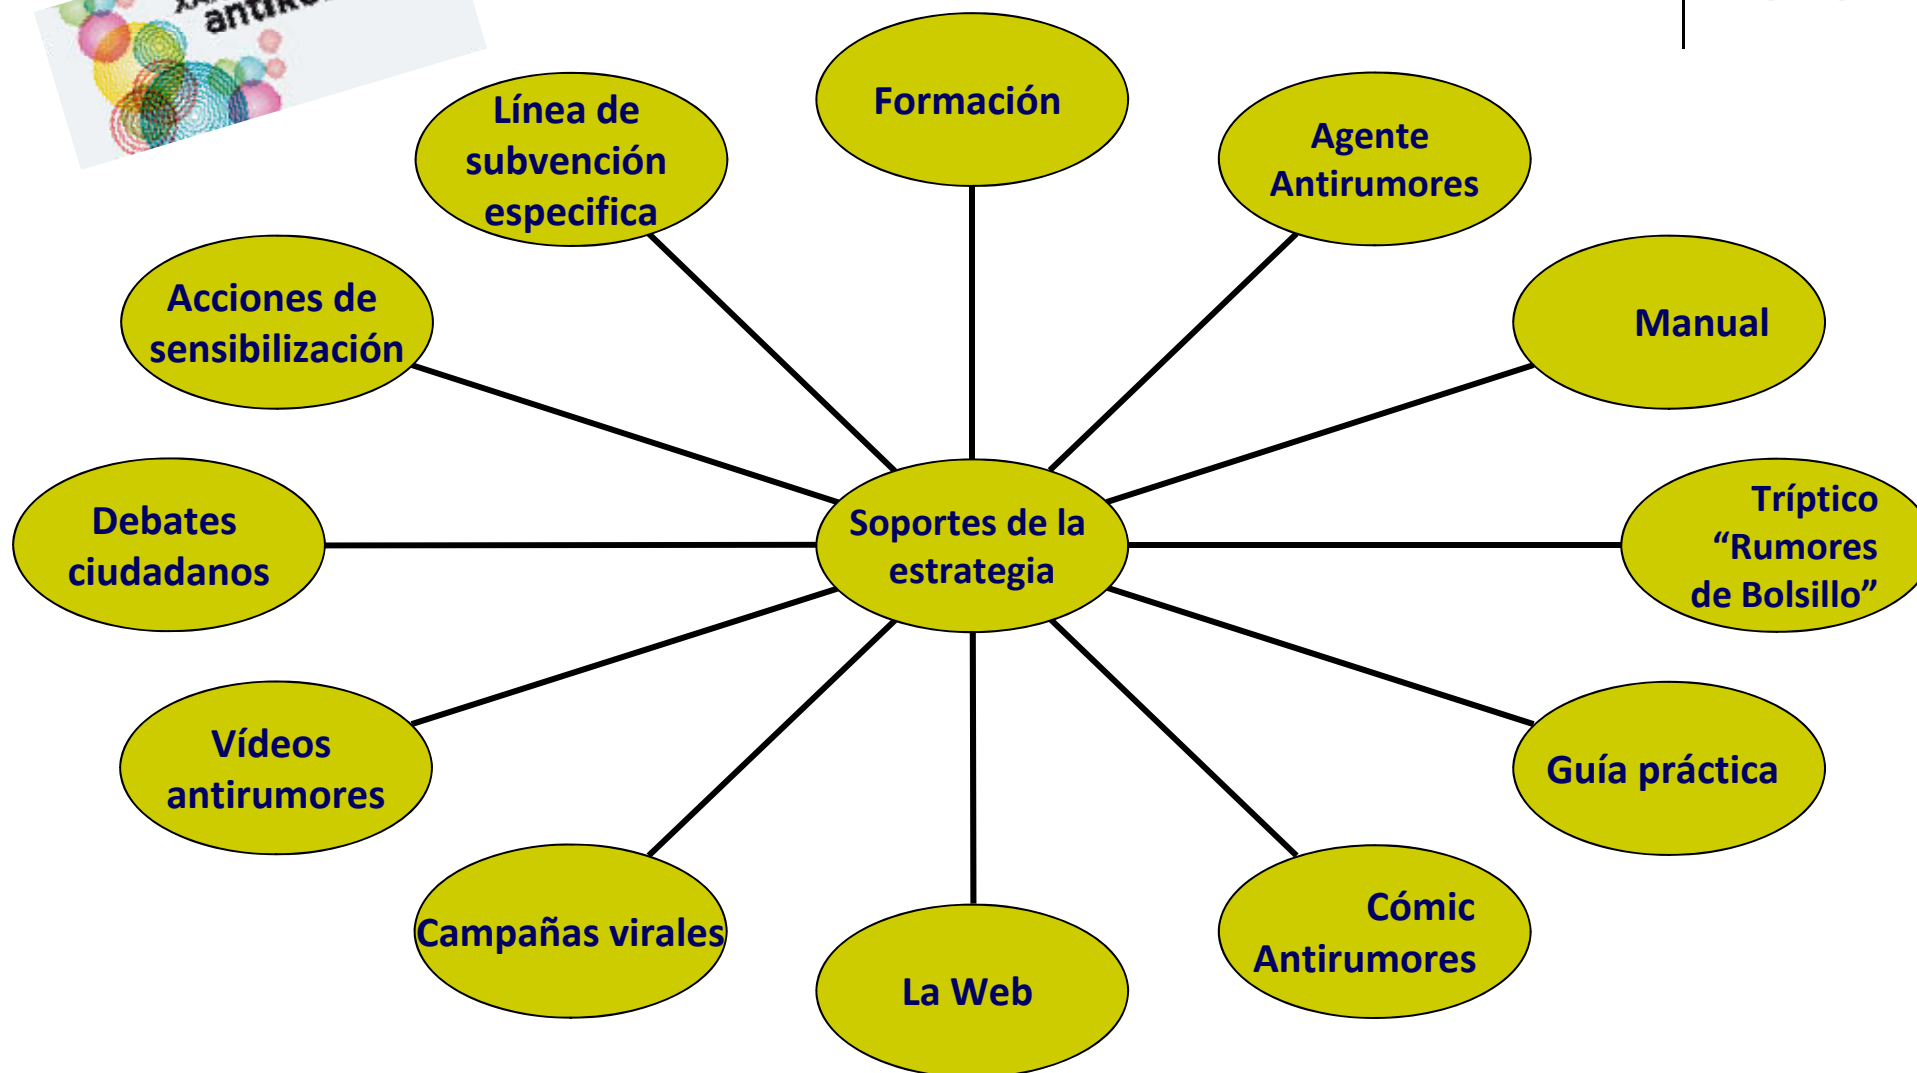 Formación
Línea de
subvención
especifica
Agente
Antirumores
Acciones de
sensibilización
Manual
Debates
ciudadanos
Soportes de la
estrategia
Tríptico
“Rumores
de Bolsillo”
Vídeos
antirumores
Guía práctica
Campañas virales
La Web
Cómic
Antirumores